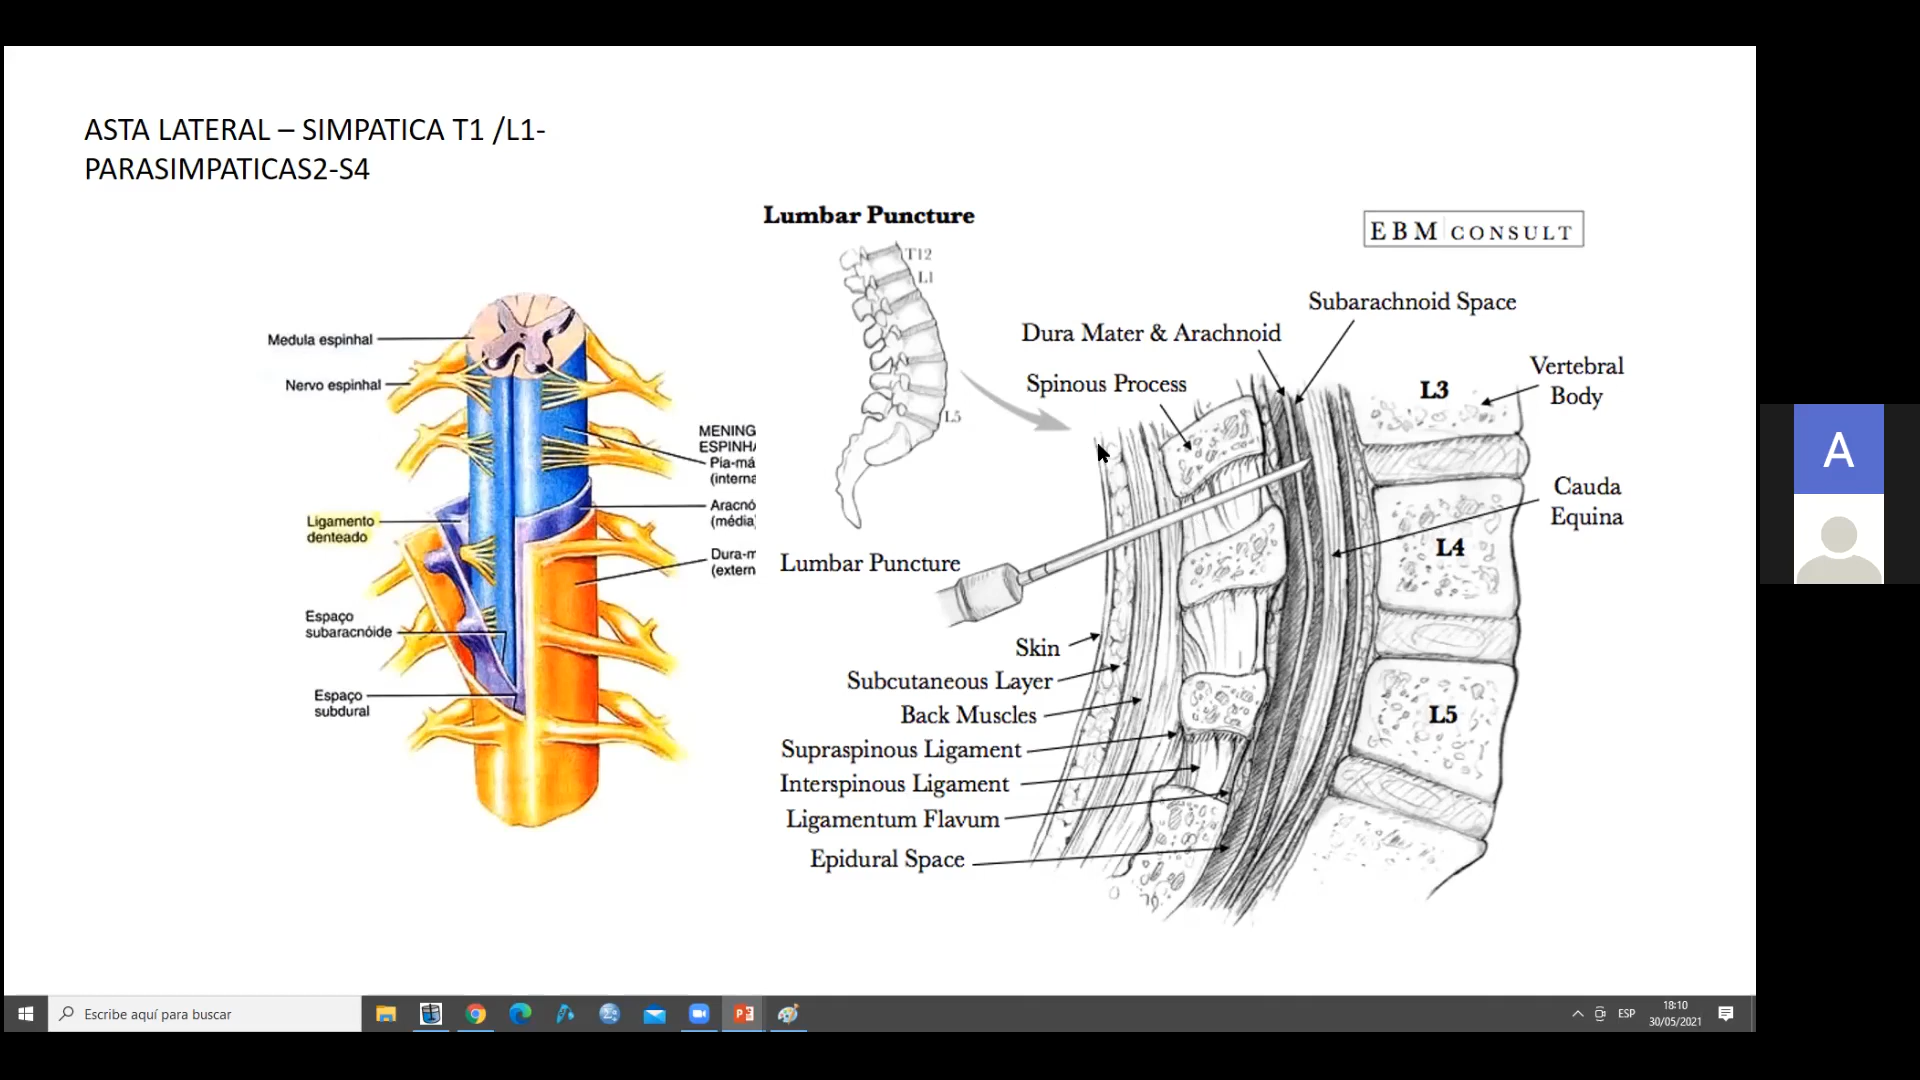 ASTA LATERAL – SIMPATICA T1 /L1-
PARASIMPATICAS2-S4
Medula espinhal
Nervo espinhal
MENING
ESPINHA
Pia-má
(interna
Ligamento
denteado
Aracnó
(média)
Dura-m
(extern
Espaço
subaracnóide
Espaço
subdural
Lumbar Puncture
EBM CONSULT
T12
L1
L5
Subarachnoid Space
Dura Mater & Arachnoid
Spinous Process
Vertebral
Body
L3
Cauda
Equina
L4
Lumbar Puncture
Skin
Subcutaneous Layer
Back Muscles
L5
Supraspinous Ligament
Interspinous Ligament
Ligamentum Flavum
Epidural Space
A
Escribe aquí para buscar
ESP
18:10
30/05/2021